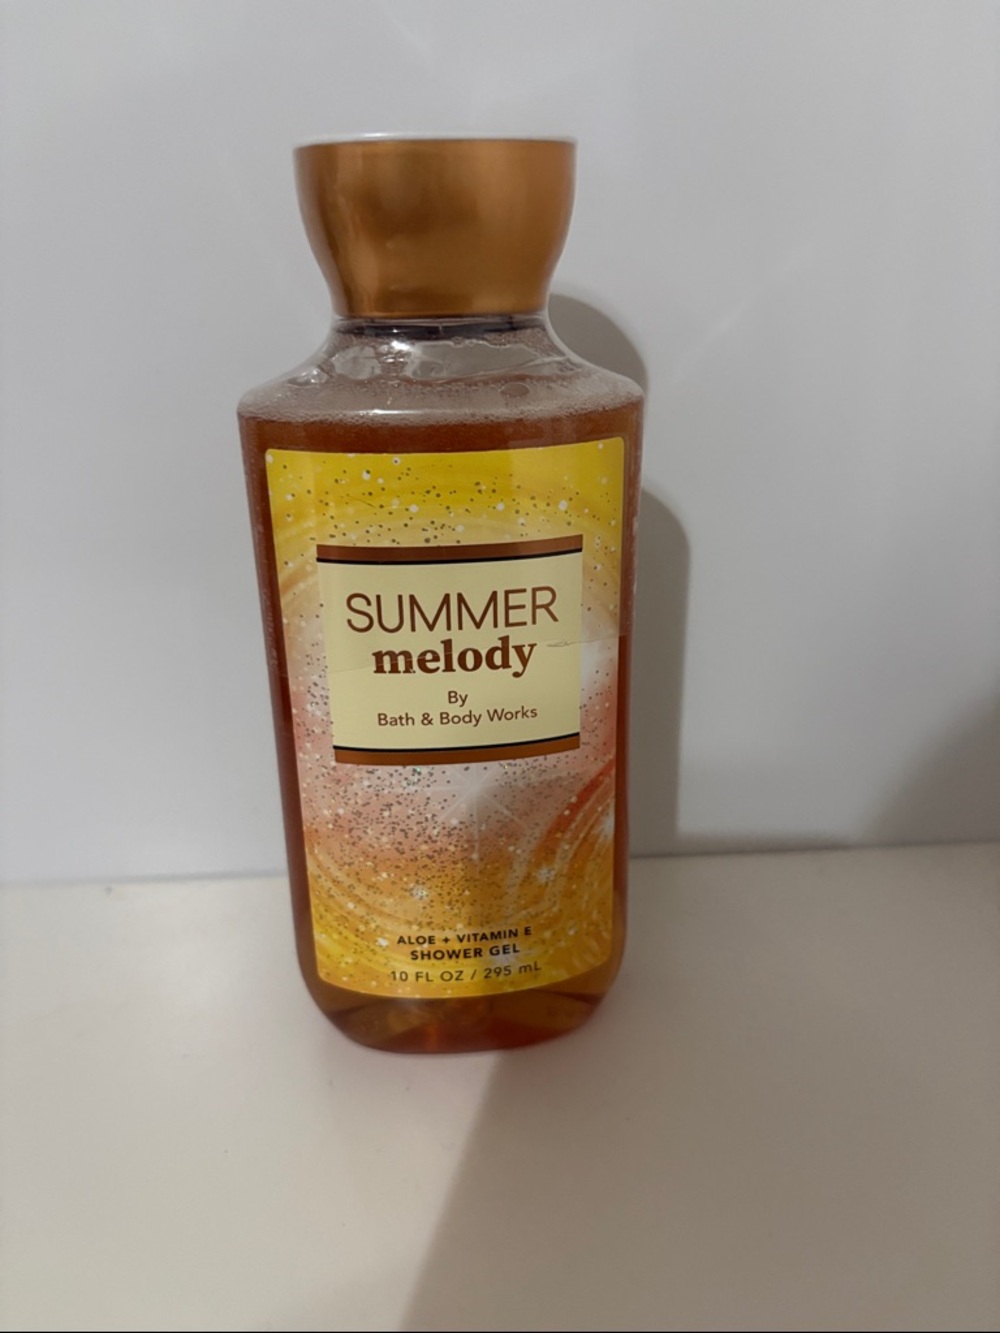 SUMMER
melody
By
Bath & Body Works
ALOE + VITAMIN E
SHOWER GEL
10 FL OZ / 295 mL